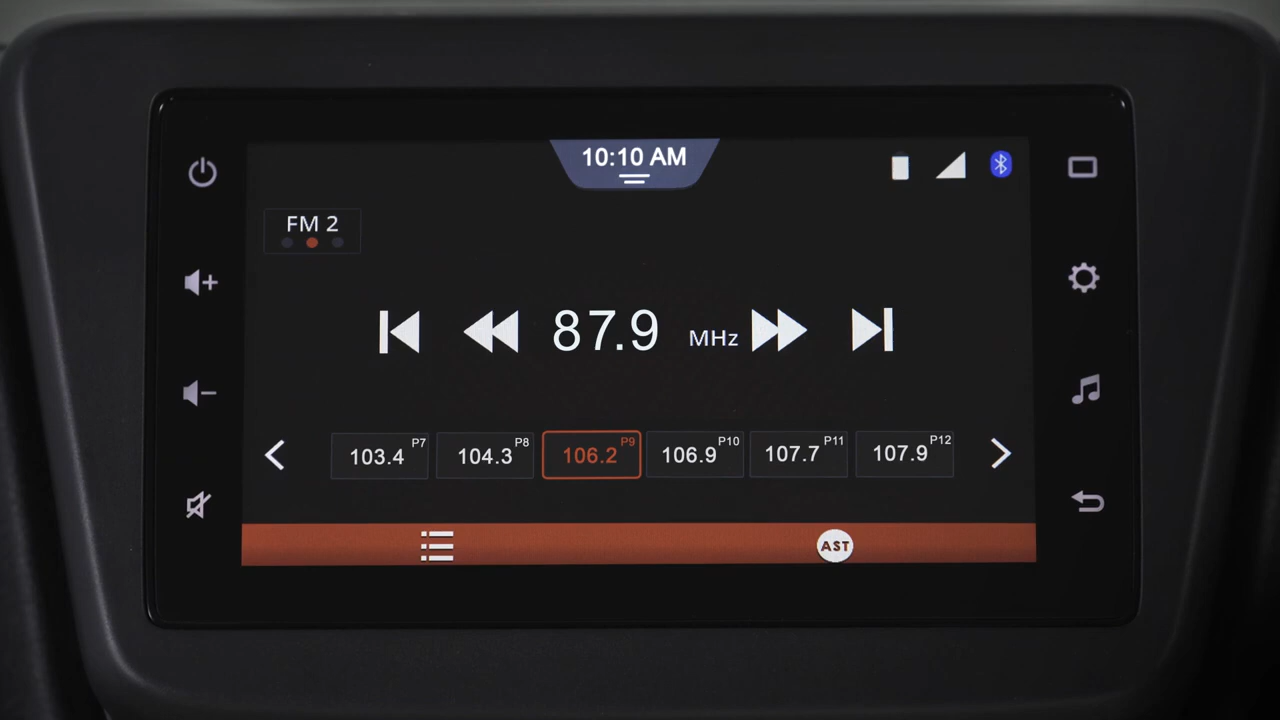 10:10 AM
FM 2
87.9 MHz
103.4 P7
104.3 P8
106.2 P9
106.9 P10
107.7 P11
107.9 P12
AST